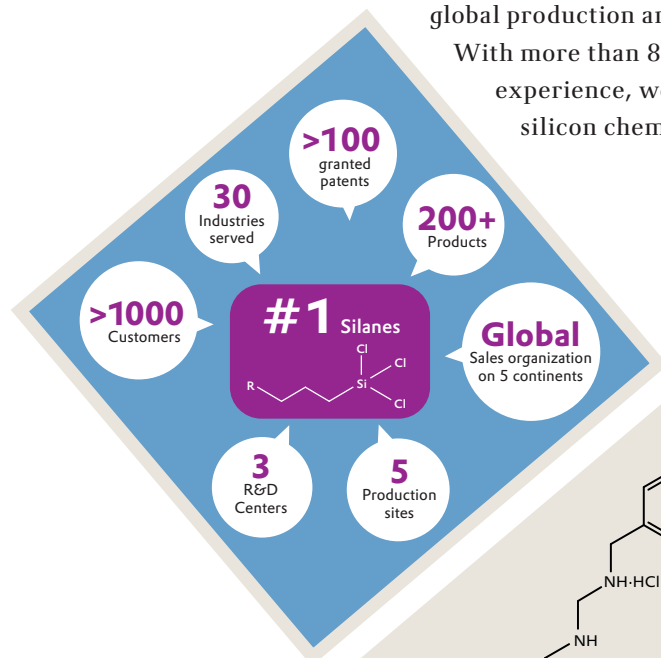 global production an
With more than 8
experience, we
silicon chem
>100
granted
patents
30
Industries
served
200+
Products
>1000
Customers
#1 Silanes
Global
Sales organization
on 5 continents
Cl
Cl
Si
R
Cl
3
R&D
Centers
5
Production
sites
NH·HCl
NH